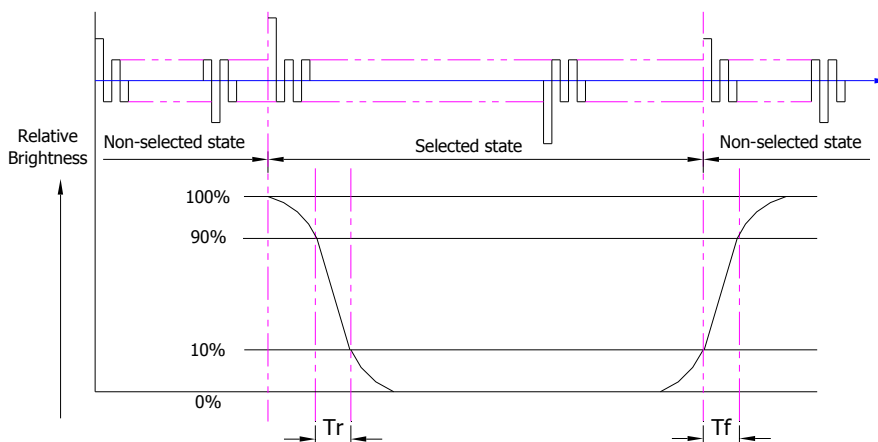 Relative
Brightness
Non-selected state
Selected state
Non-selected state
100%
90%
10%
0%
Tr
Tf